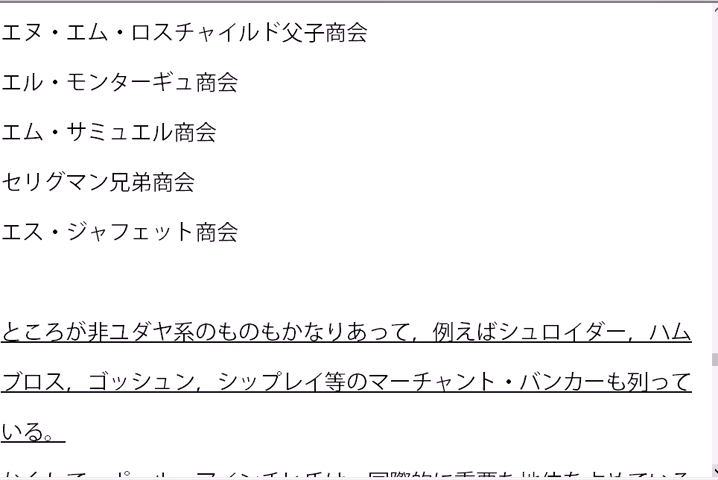 エヌ・エム・ロスチャイルド父子商会
エル・モンターギュ商会
エム・サミュエル商会
セリグマン兄弟商会
エス・ジャフェット商会
ところが非ユダヤ系のものもかなりあって，例えばシュロイダー，ハム
ブロス，ゴッシュン，シップレイ等のマーチャント・バンカーも列って
いる。